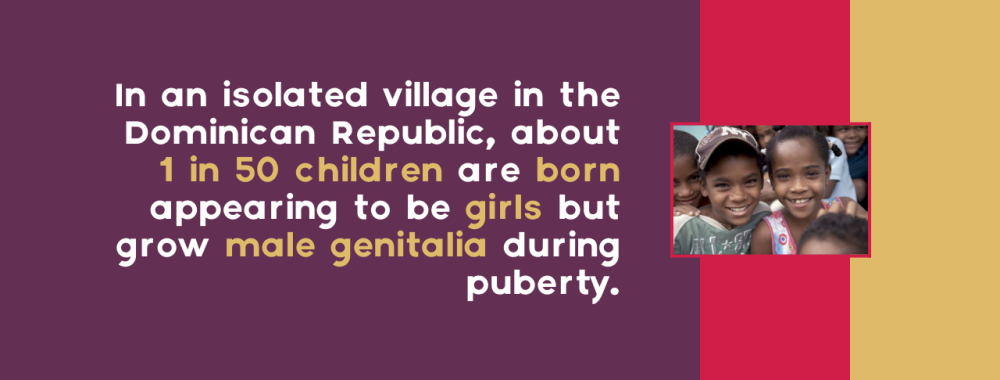 In an isolated village in the
Dominican Republic, about
1 in 50 children are born
appearing to be girls but
grow male genitalia during
puberty.